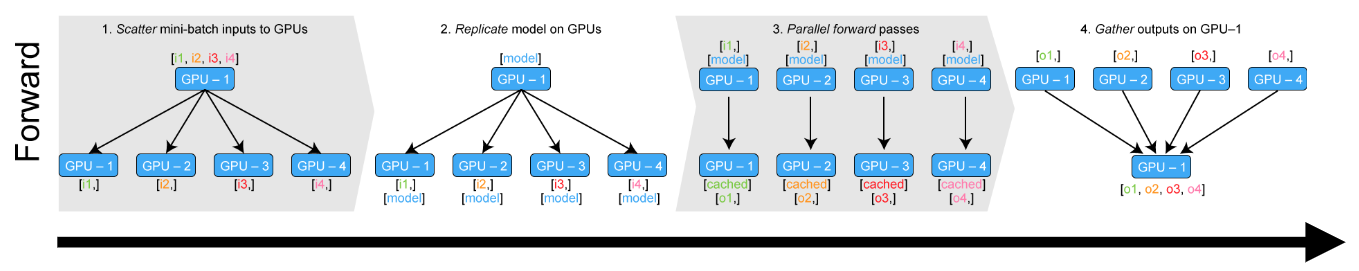 Forward
1. Scatter mini-batch inputs to GPUs
[i1, i2, i3, i4]
GPU – 1
GPU – 1 GPU – 2 GPU – 3 GPU – 4
[i1,] [i2,] [i3,] [i4,]
2. Replicate model on GPUs
[model]
GPU – 1
GPU – 1 GPU – 2 GPU – 3 GPU – 4
[i1,] [i2,] [i3,] [i4,]
[model] [model] [model] [model]
3. Parallel forward passes
[i1,] [i2,] [i3,] [i4,]
[model] [model] [model] [model]
GPU – 1 GPU – 2 GPU – 3 GPU – 4
GPU – 1 GPU – 2 GPU – 3 GPU – 4
[cached] [cached] [cached] [cached]
[o1,] [o2,] [o3,] [o4,]
4. Gather outputs on GPU–1
[o1,] [o2,] [o3,] [o4,]
GPU – 1 GPU – 2 GPU – 3 GPU – 4
GPU – 1
[o1, o2, o3, o4]